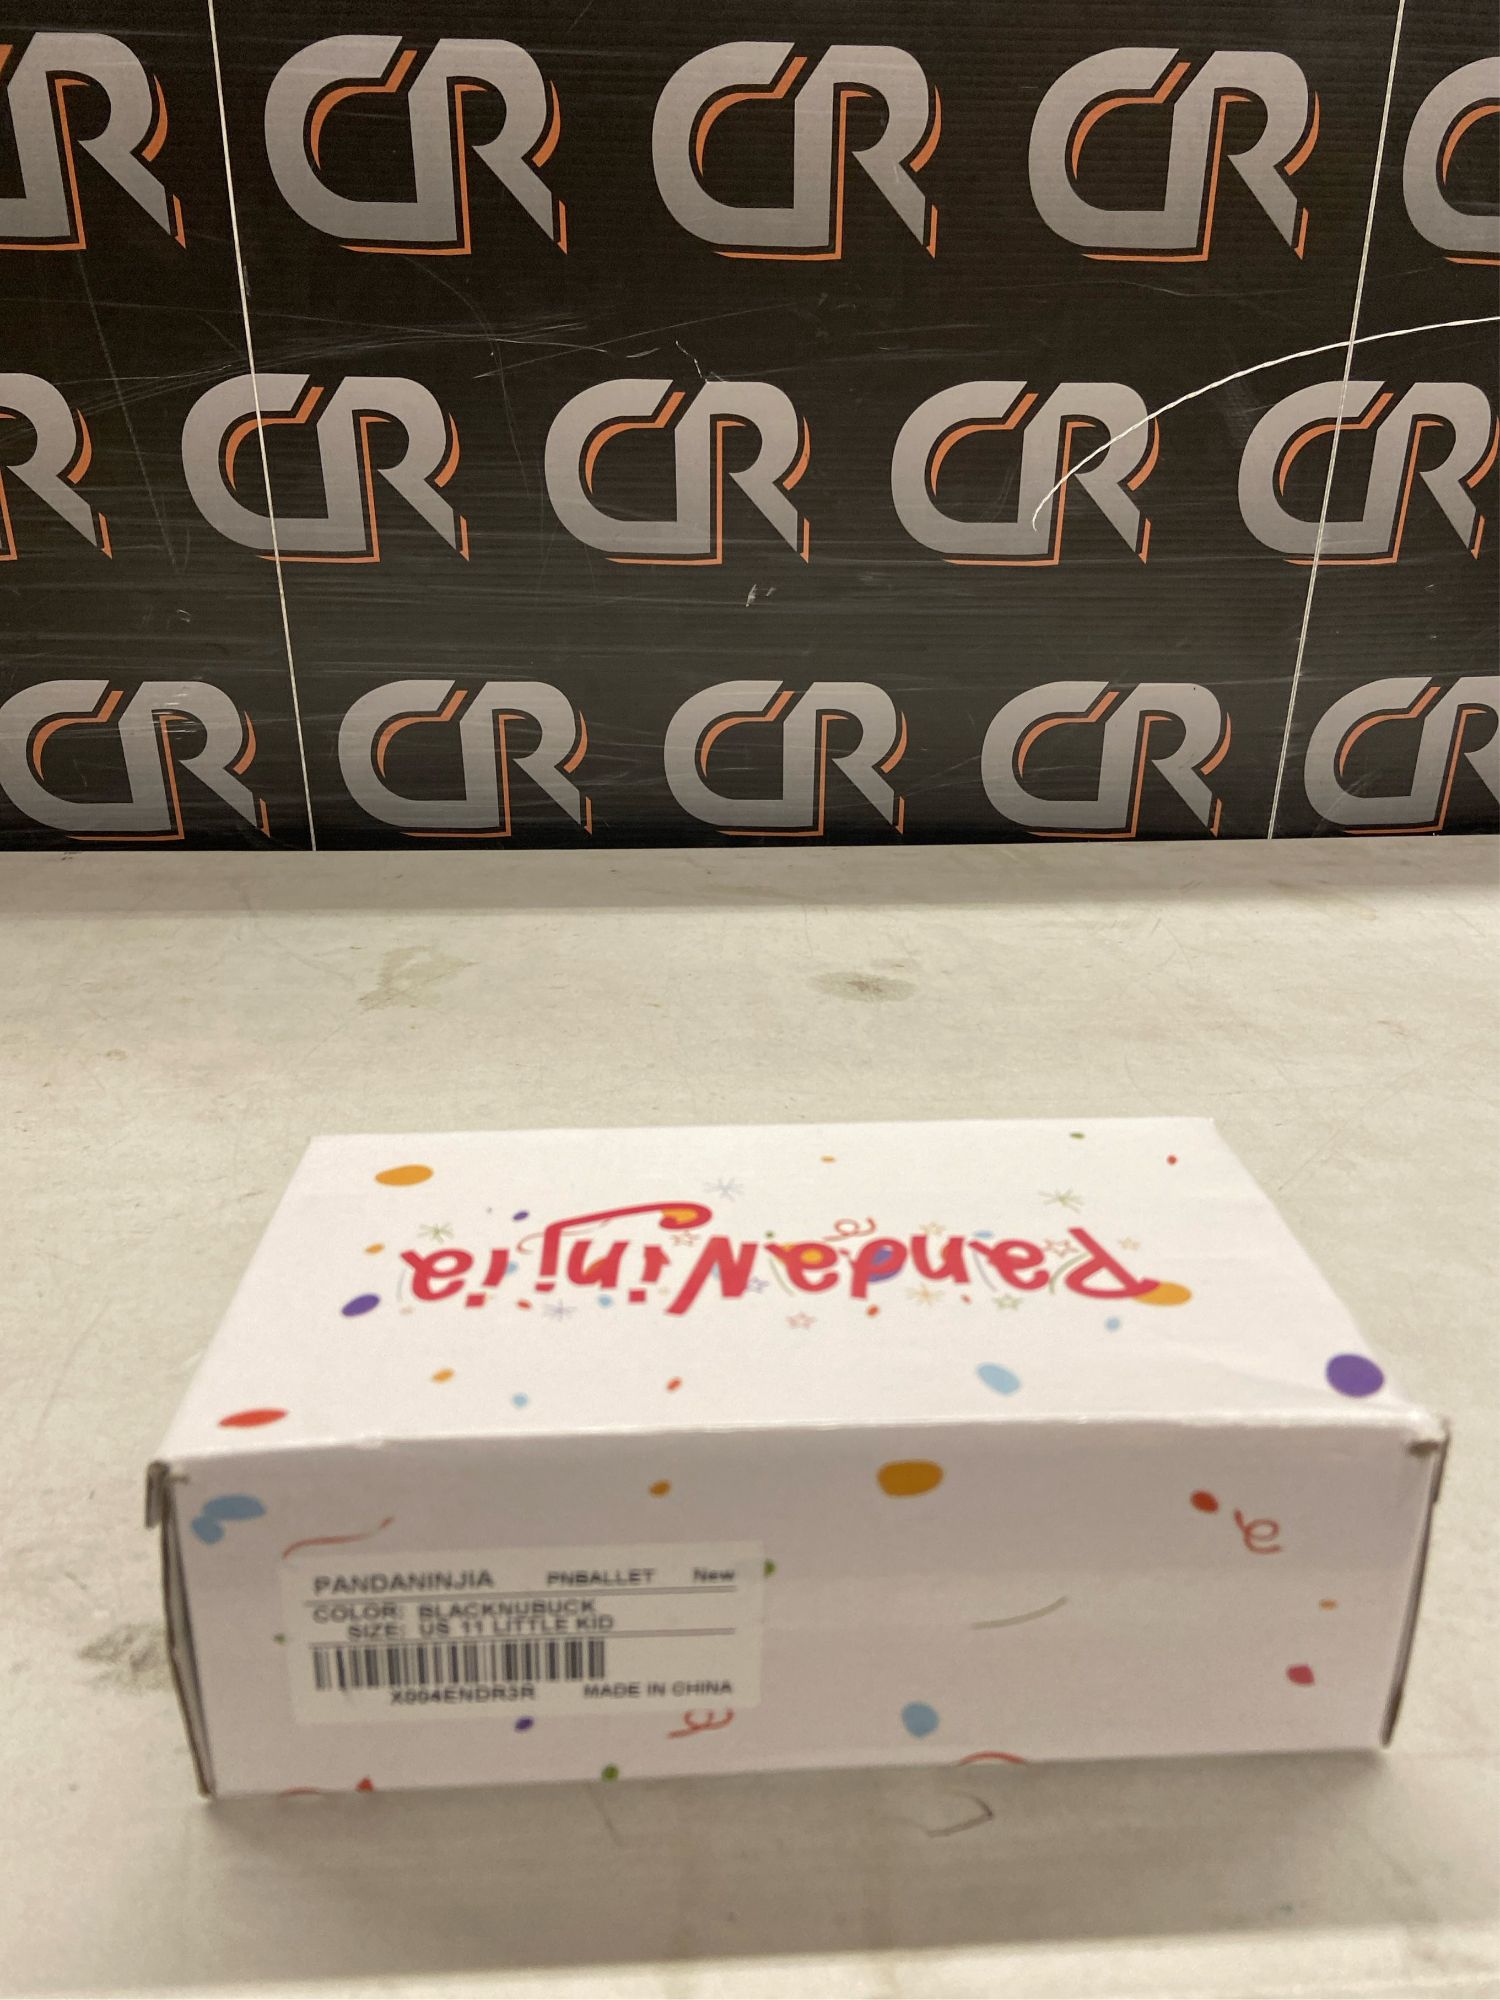 CR CR CR CR C
R CR CR CR CR
CR CR CR CR CR
PandaNinjia
PANDANINJIA PNBALLET New
COLOR: BLACKNUBUCK
SIZE: US 11 LITTLE KID
X004ENDR3R MADE IN CHINA